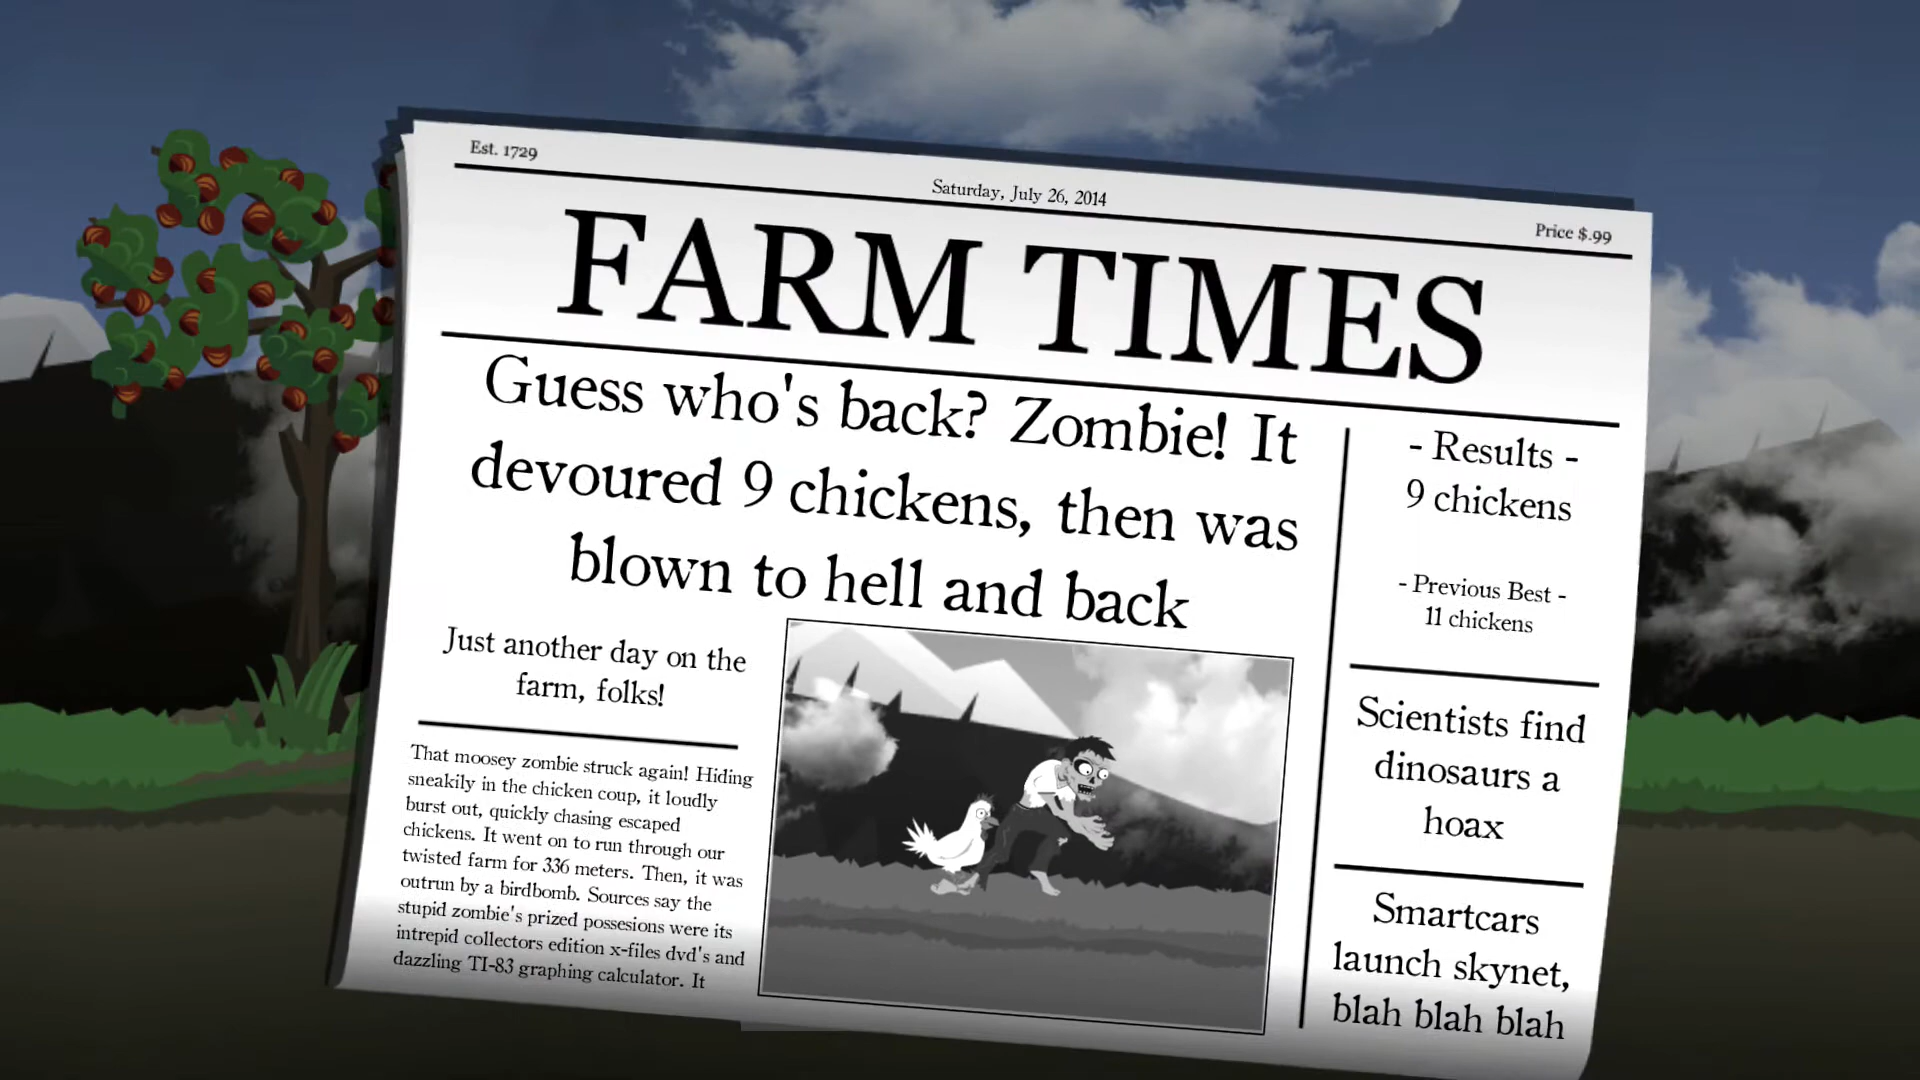 Est. 1729
Saturday, July 26, 2014
Price $.99
FARM TIMES
Guess who's back? Zombie! It
devoured 9 chickens, then was
blown to hell and back
Just another day on the
farm, folks!
That moosey zombie struck again! Hiding
sneakily in the chicken coup, it loudly
burst out, quickly chasing escaped
chickens. It went on to run through our
twisted farm for 336 meters. Then, it was
outrun by a birdbomb. Sources say the
stupid zombie's prized possesions were its
intrepid collectors edition x-files dvd's and
dazzling TI-83 graphing calculator. It
- Results -
9 chickens
- Previous Best -
11 chickens
Scientists find
dinosaurs a
hoax
Smartcars
launch skynet,
blah blah blah